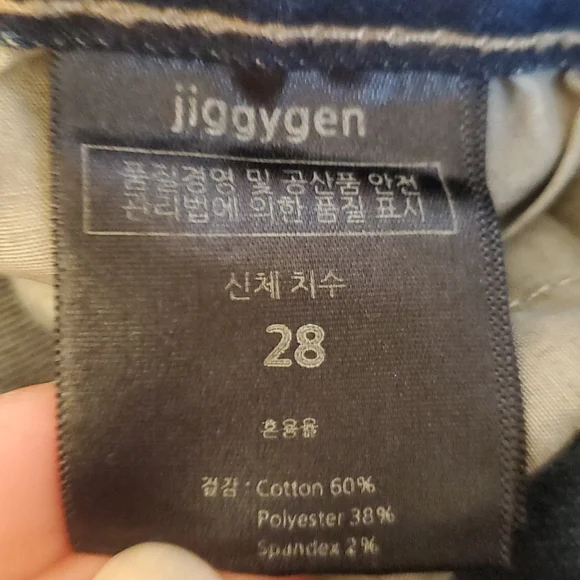 jiggygen
품질경영 및 공산품 안전
관리법에 의한 품질 표시
신체 치수
28
혼용율
겉감 : Cotton 60%
Polyester 38%
Spandex 2%